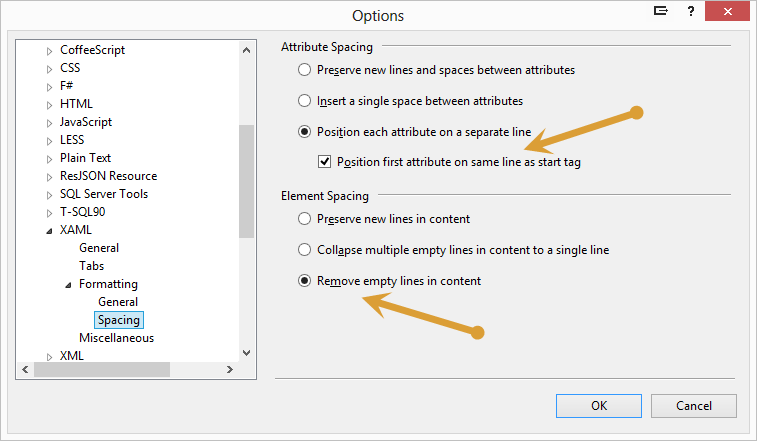 Options
?
CoffeeScript
CSS
F#
HTML
JavaScript
LESS
Plain Text
ResJSON Resource
SQL Server Tools
T-SQL90
XAML
General
Tabs
Formatting
General
Spacing
Miscellaneous
XML
Attribute Spacing
Preserve new lines and spaces between attributes
Insert a single space between attributes
Position each attribute on a separate line
Position first attribute on same line as start tag
Element Spacing
Preserve new lines in content
Collapse multiple empty lines in content to a single line
Remove empty lines in content
OK
Cancel